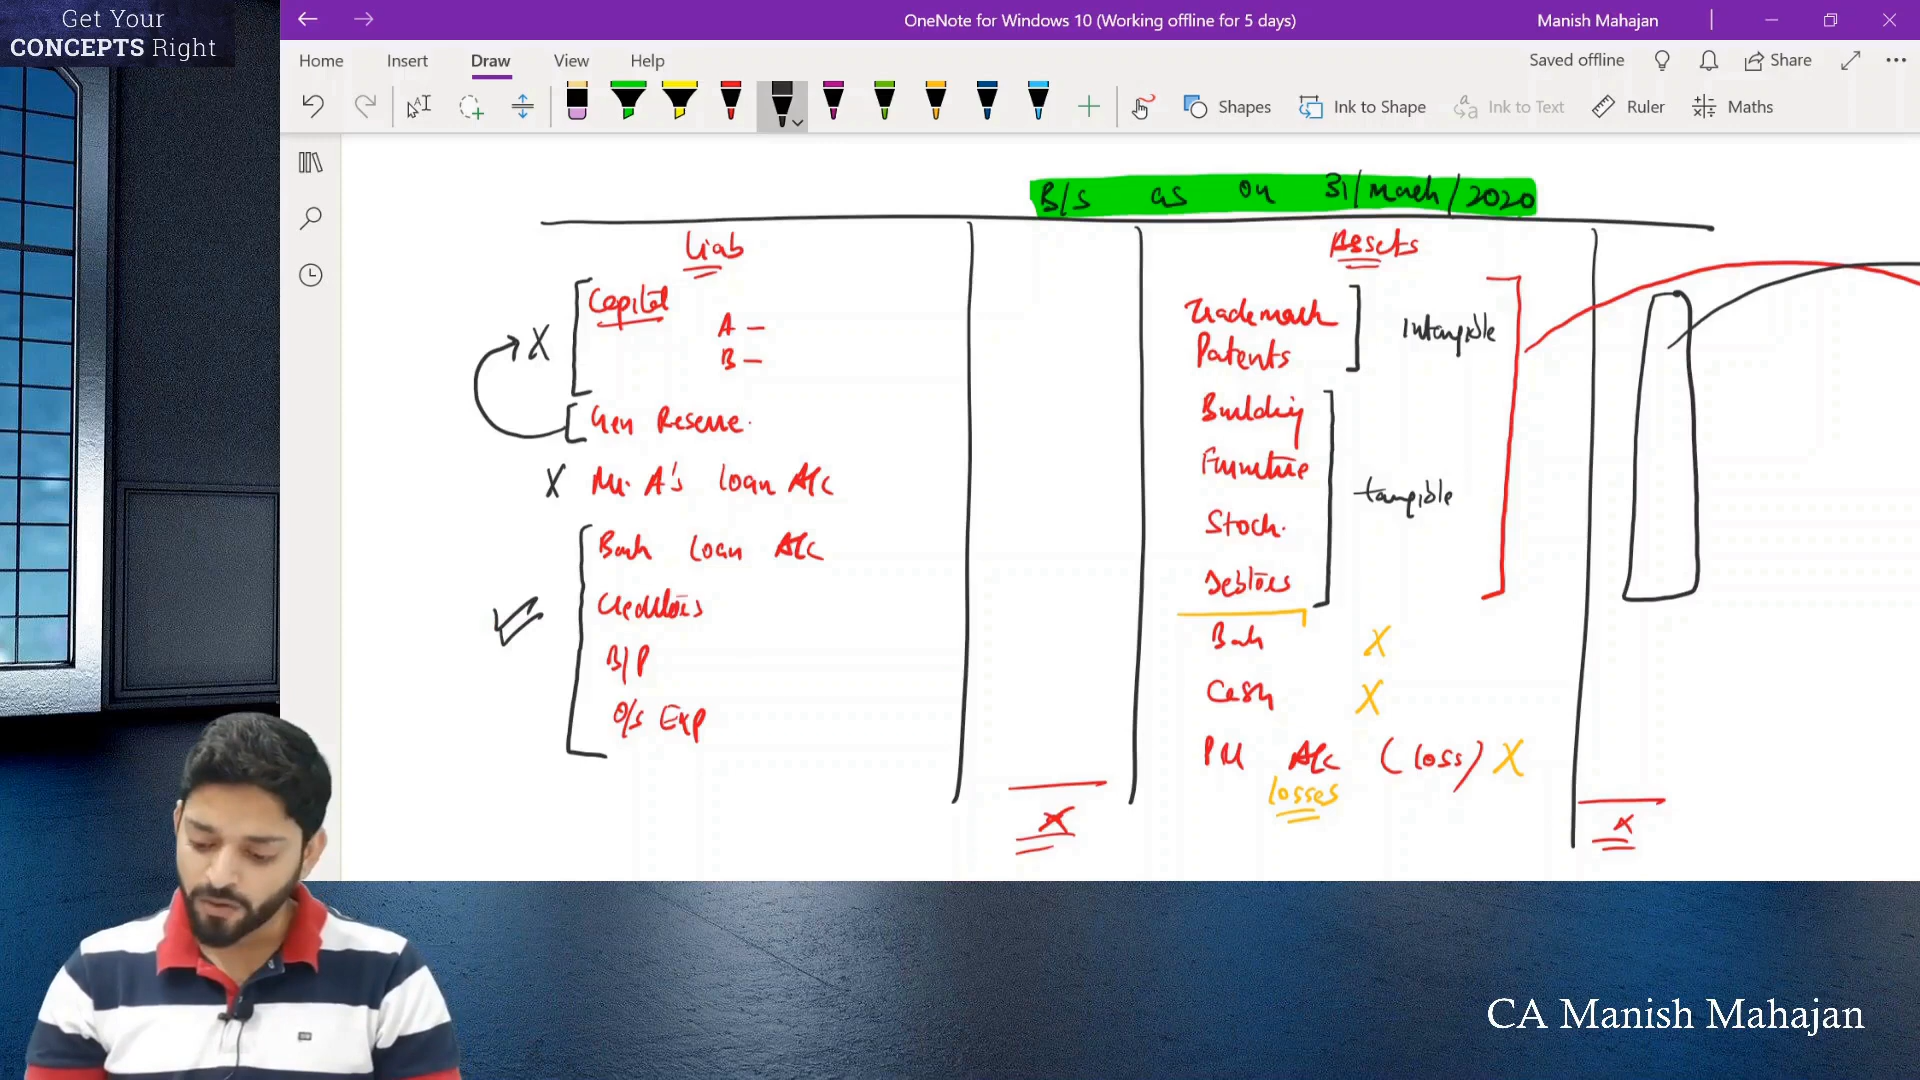 Get Your
CONCEPTS Right
OneNote for Windows 10 (Working offline for 5 days)
Manish Mahajan
Home
Insert
Draw
View
Help
Saved offline
Share
Shapes
Ink to Shape
Ink to Text
Ruler
Maths
B/s as on 31/March/2020
Liab
Assets
Capital
A –
B –
X
Gen Reserve.
X Mr. A's loan A/c
Bank loan A/c
Creditors
B/P
O/s Exp
X
Trademark
Patents
Intangible
Building
Furniture
Stock.
Debtors
tangible
Bank X
Cash X
P/L A/c (loss) X
losses
X
CA Manish Mahajan